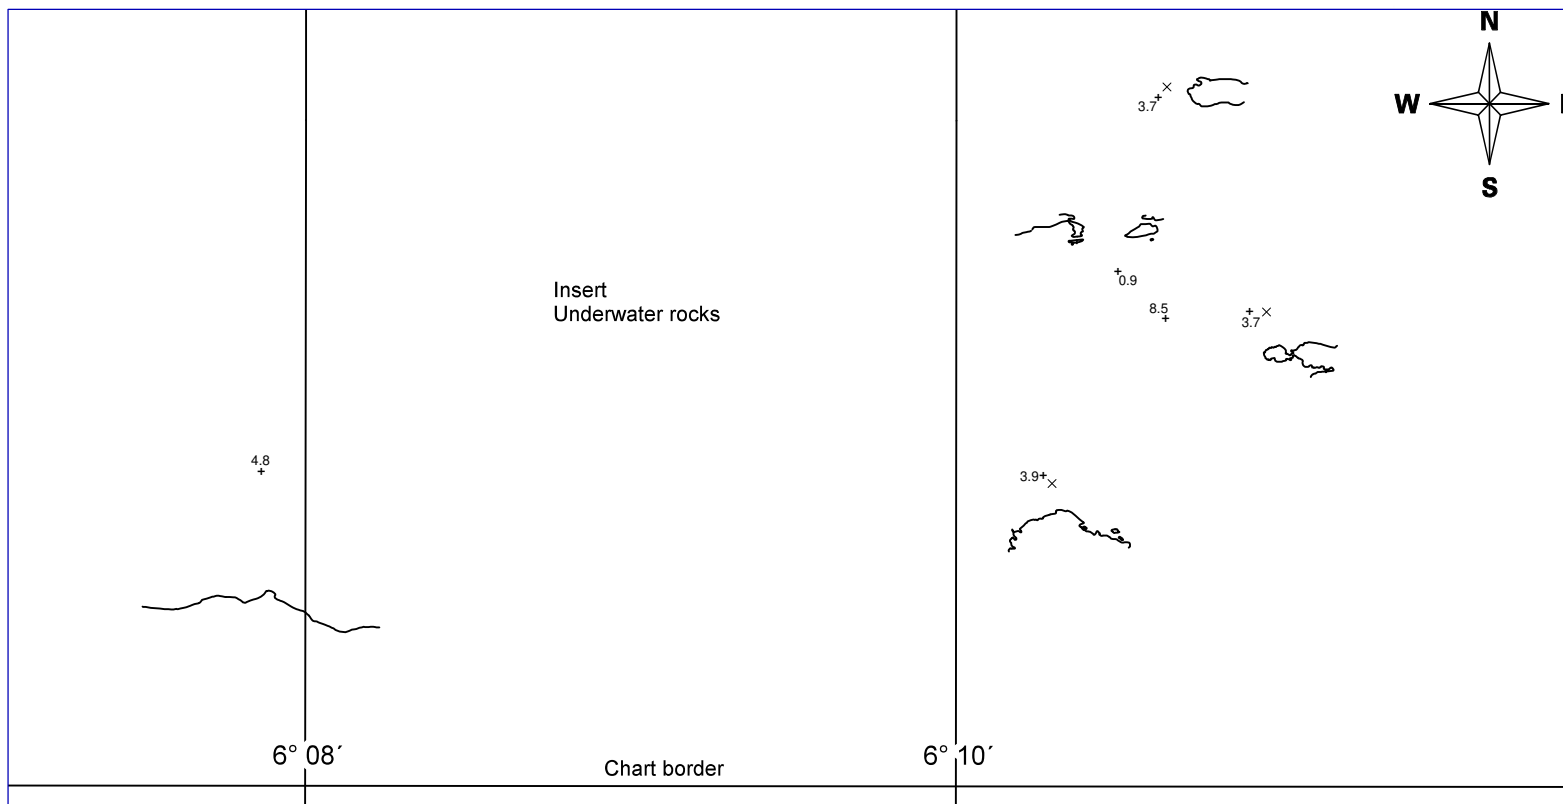 N
3.7
W
S
0.9
Insert
Underwater rocks
8.5
3.7
4.8
3.9
6° 08′
6° 10′
Chart border